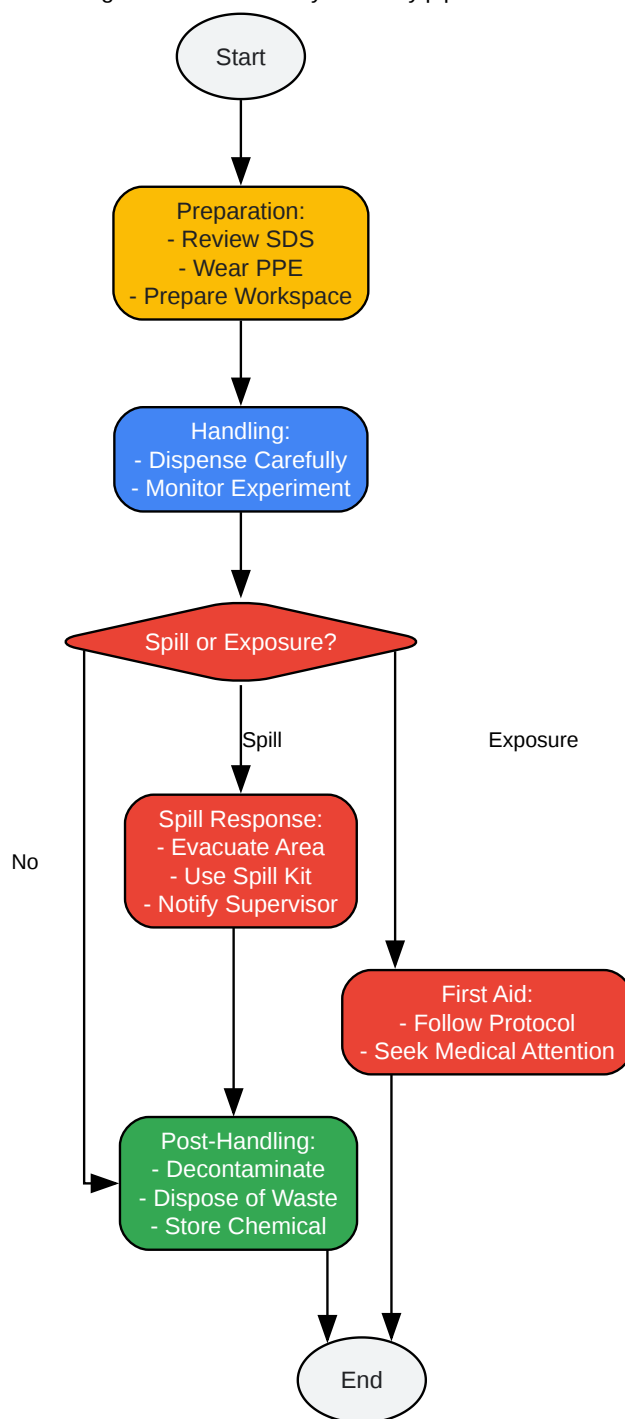 Start
Preparation:
- Review SDS
- Wear PPE
- Prepare Workspace
Handling:
- Dispense Carefully
- Monitor Experiment
Spill or Exposure?
Spill
Exposure
Spill Response:
- Evacuate Area
- Use Spill Kit
- Notify Supervisor
No
First Aid:
- Follow Protocol
- Seek Medical Attention
Post-Handling:
- Decontaminate
- Dispose of Waste
- Store Chemical
End